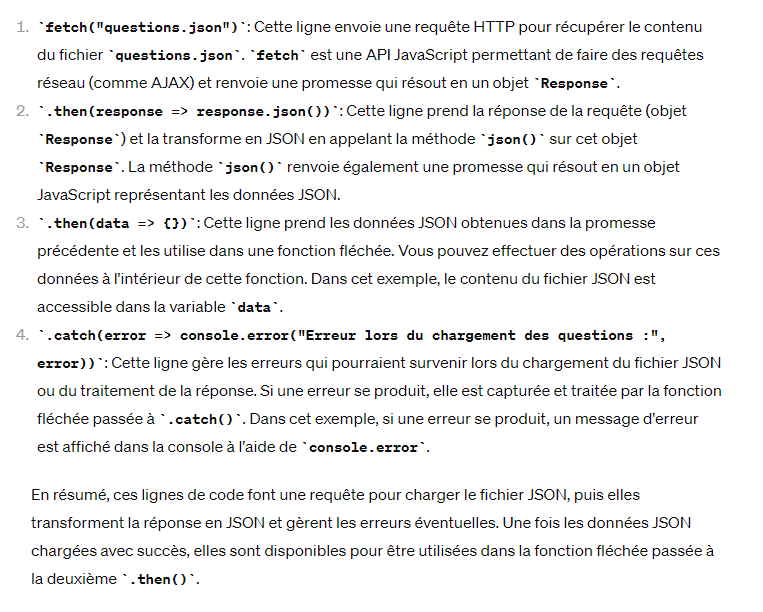 1. `fetch("questions.json")`: Cette ligne envoie une requête HTTP pour récupérer le contenu
du fichier `questions.json`. `fetch` est une API JavaScript permettant de faire des requêtes
réseau (comme AJAX) et renvoie une promesse qui résout en un objet `Response`.
2. `.then(response => response.json())`: Cette ligne prend la réponse de la requête (objet
`Response`) et la transforme en JSON en appelant la méthode `json()` sur cet objet
`Response`. La méthode `json()` renvoie également une promesse qui résout en un objet
JavaScript représentant les données JSON.
3. `.then(data => {})`: Cette ligne prend les données JSON obtenues dans la promesse
précédente et les utilise dans une fonction fléchée. Vous pouvez effectuer des opérations sur ces
données à l'intérieur de cette fonction. Dans cet exemple, le contenu du fichier JSON est
accessible dans la variable `data`.
4. `.catch(error => console.error("Erreur lors du chargement des questions :",
error))`: Cette ligne gère les erreurs qui pourraient survenir lors du chargement du fichier JSON
ou du traitement de la réponse. Si une erreur se produit, elle est capturée et traitée par la fonction
fléchée passée à `.catch()`. Dans cet exemple, si une erreur se produit, un message d'erreur
est affiché dans la console à l'aide de `console.error`.
En résumé, ces lignes de code font une requête pour charger le fichier JSON, puis elles
transforment la réponse en JSON et gèrent les erreurs éventuelles. Une fois les données JSON
chargées avec succès, elles sont disponibles pour être utilisées dans la fonction fléchée passée à
la deuxième `.then()`.